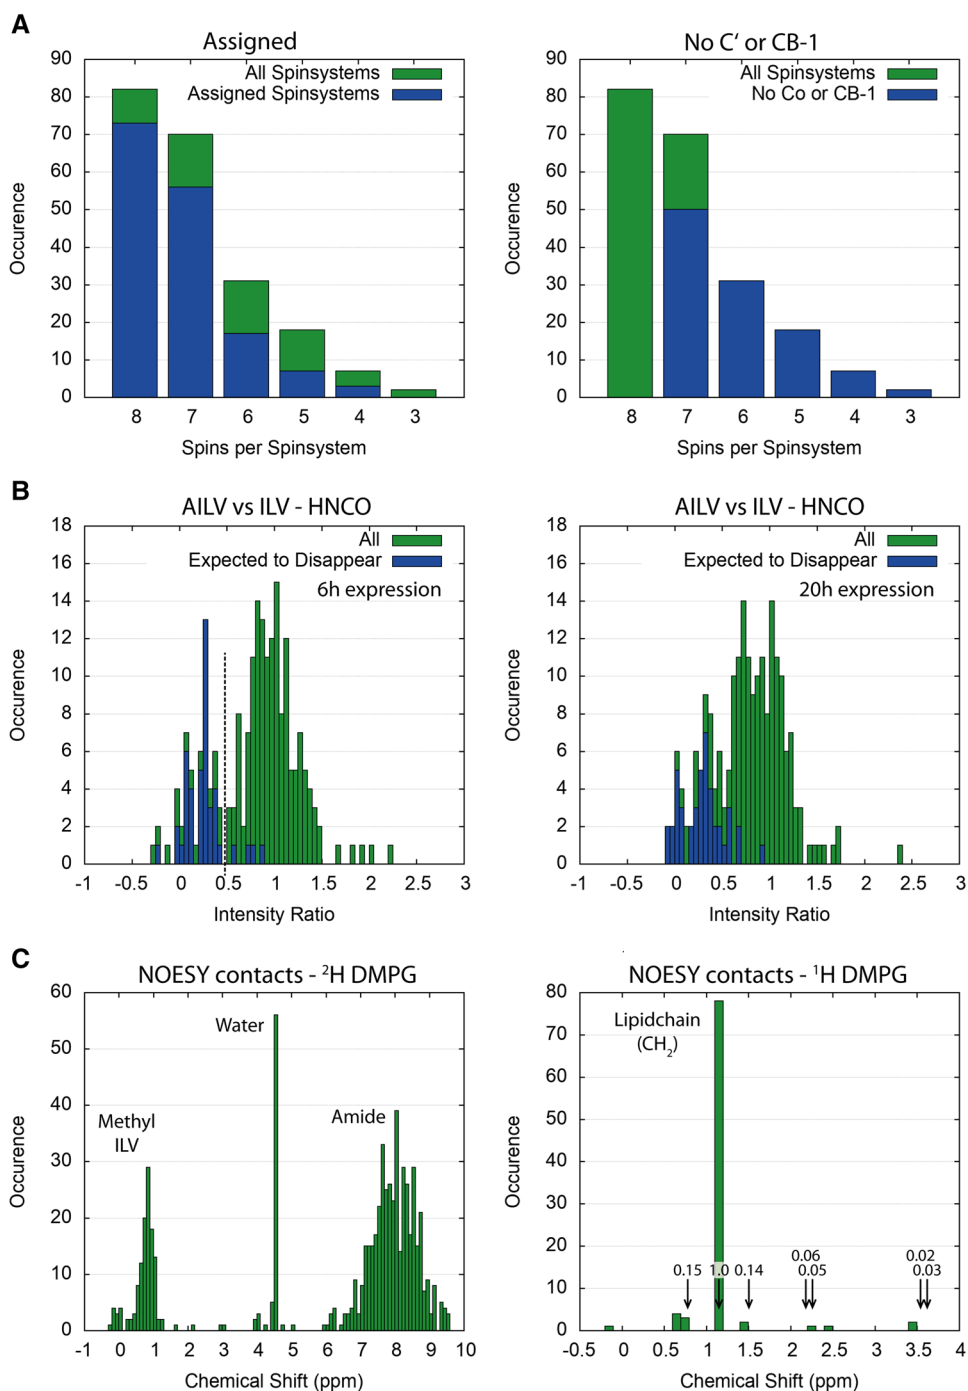 A
Assigned
90
80
70
60
50
40
30
20
10
0
Occurence
All Spinsystems
Assigned Spinsystems
8 7 6 5 4 3
Spins per Spinsystem
No C' or CB-1
90
80
70
60
50
40
30
20
10
0
Occurence
All Spinsystems
No Co or CB-1
8 7 6 5 4 3
Spins per Spinsystem
B
AILV vs ILV - HNCO
18
16
14
12
10
8
6
4
2
0
Occurence
All
Expected to Disappear
6h expression
-1 -0.5 0 0.5 1 1.5 2 2.5 3
Intensity Ratio
AILV vs ILV - HNCO
18
16
14
12
10
8
6
4
2
0
Occurence
All
Expected to Disappear
20h expression
-1 -0.5 0 0.5 1 1.5 2 2.5 3
Intensity Ratio
C
NOESY contacts - ²H DMPG
60
50
40
30
20
10
0
Occurence
Water
Methyl
ILV
Amide
0 1 2 3 4 5 6 7 8 9 10
Chemical Shift (ppm)
NOESY contacts - ¹H DMPG
80
70
60
50
40
30
20
10
0
Occurence
Lipidchain
(CH₂)
0.06 0.02
0.15 1.0 0.14 0.05 0.03
-0.5 0 0.5 1 1.5 2 2.5 3 3.5 4
Chemical Shift (ppm)